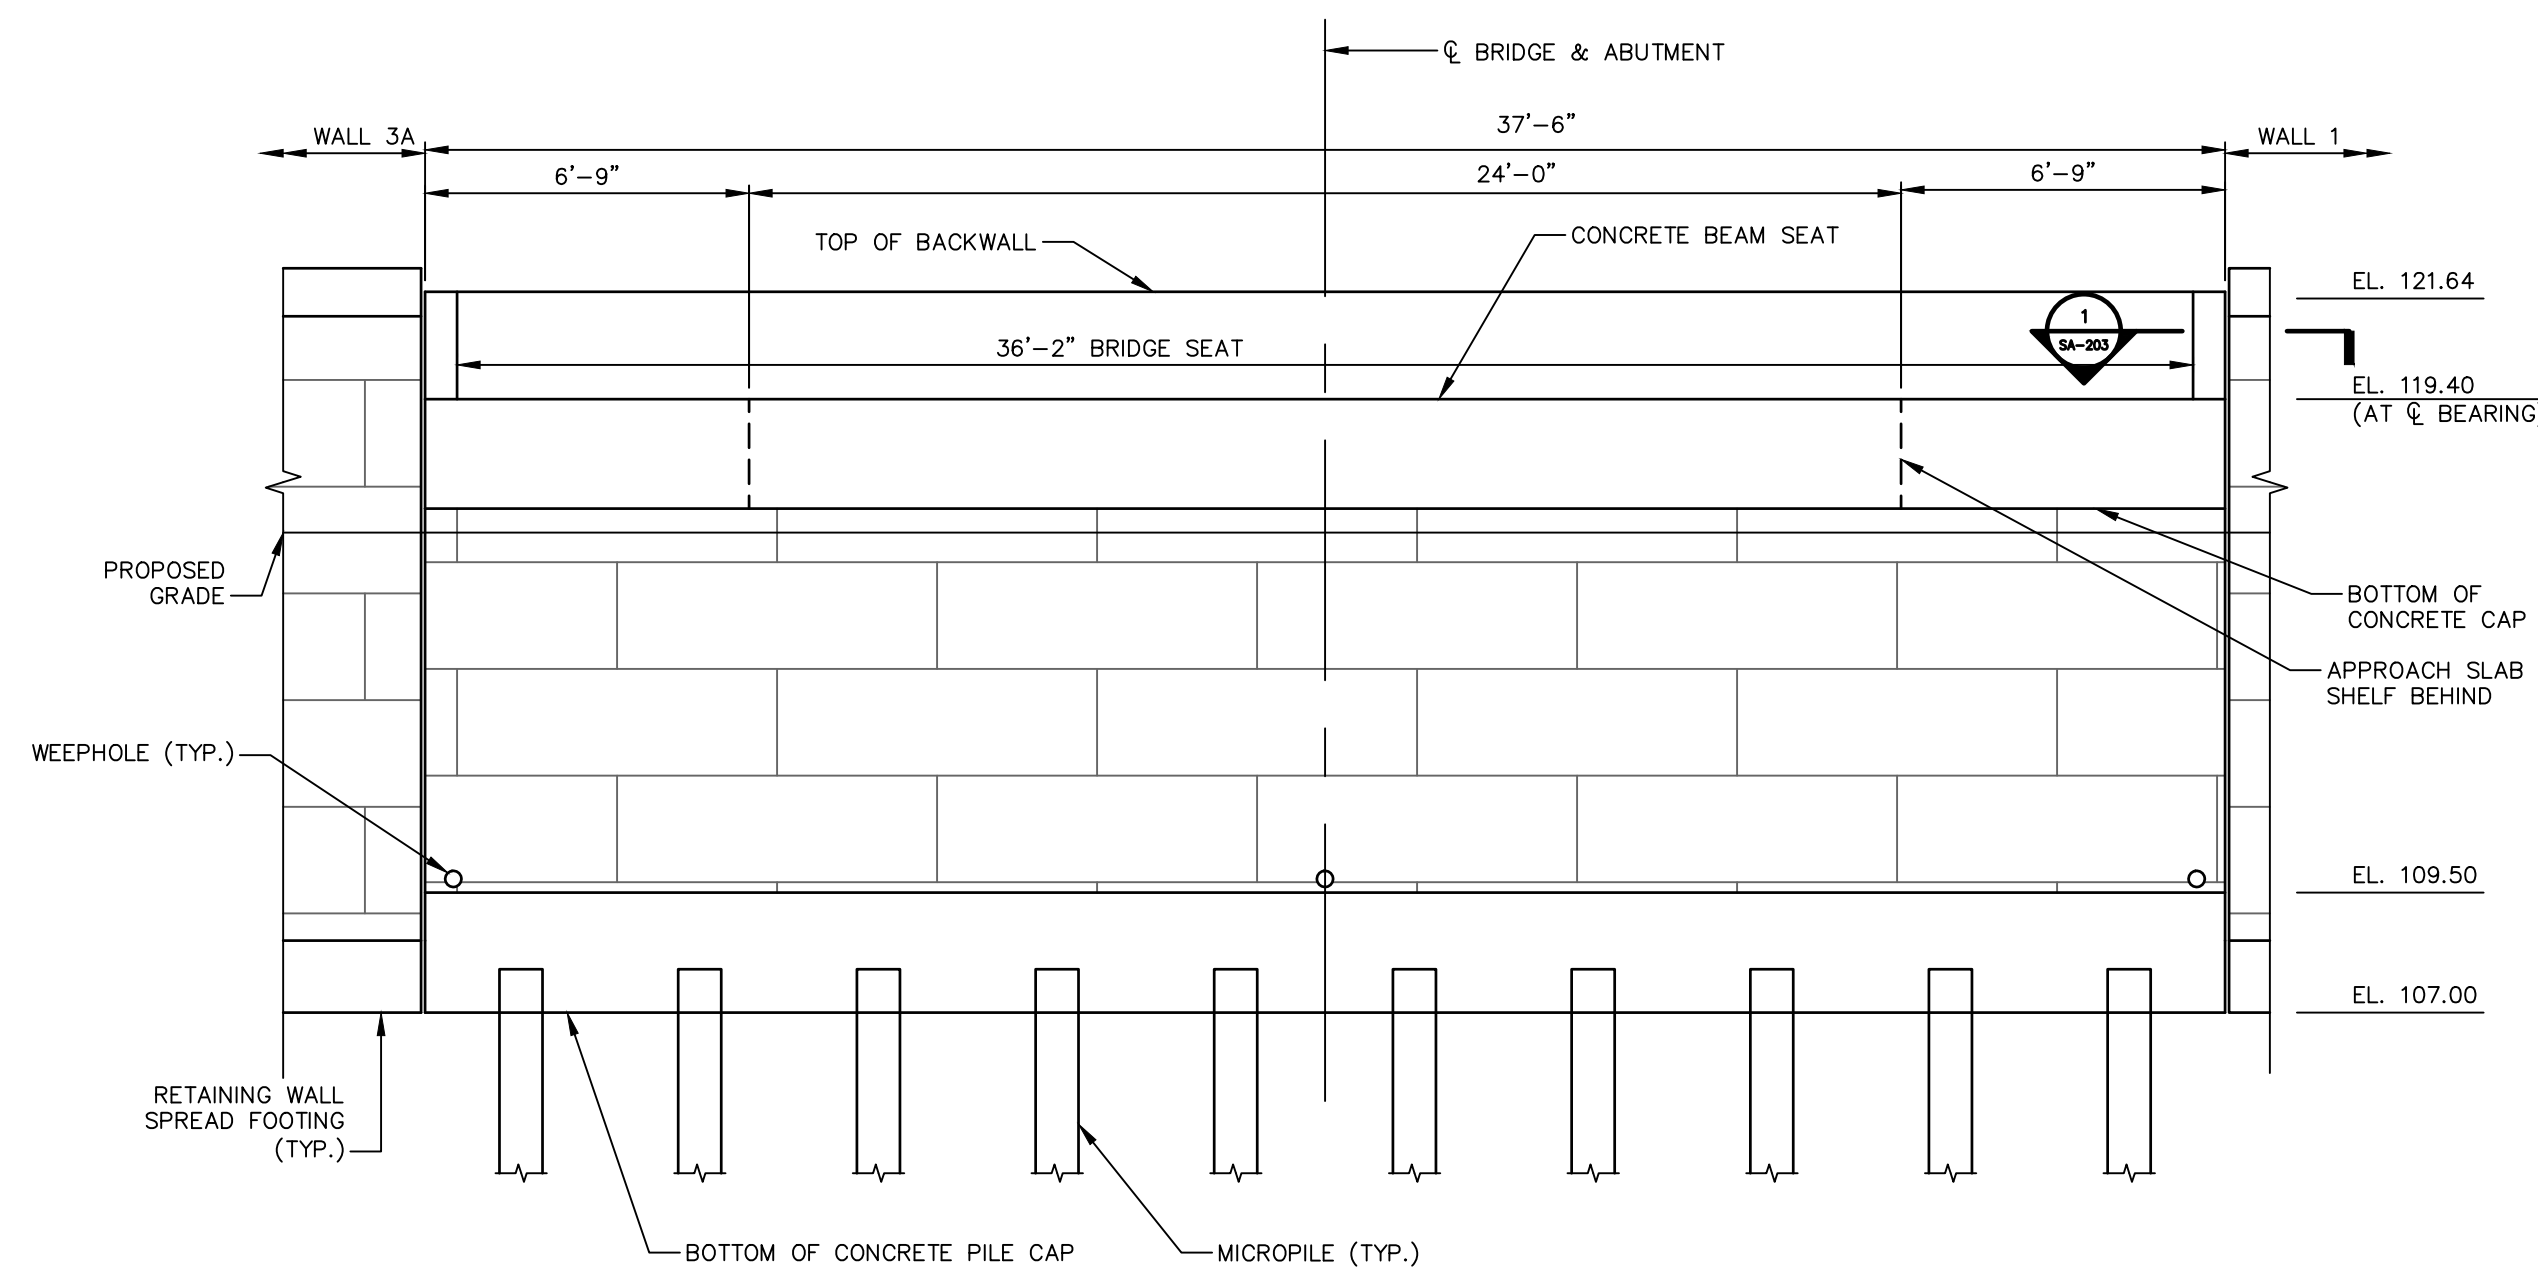 ℄ BRIDGE & ABUTMENT
37'-6"
WALL 3A
WALL 1
6'-9"
24'-0"
6'-9"
TOP OF BACKWALL
CONCRETE BEAM SEAT
EL. 121.64
1
SA-203
36'-2" BRIDGE SEAT
EL. 119.40
(AT ℄ BEARING)
PROPOSED
GRADE
BOTTOM OF
CONCRETE CAP
APPROACH SLAB
SHELF BEHIND
WEEPHOLE (TYP.)
EL. 109.50
EL. 107.00
RETAINING WALL
SPREAD FOOTING
(TYP.)
BOTTOM OF CONCRETE PILE CAP
MICROPILE (TYP.)